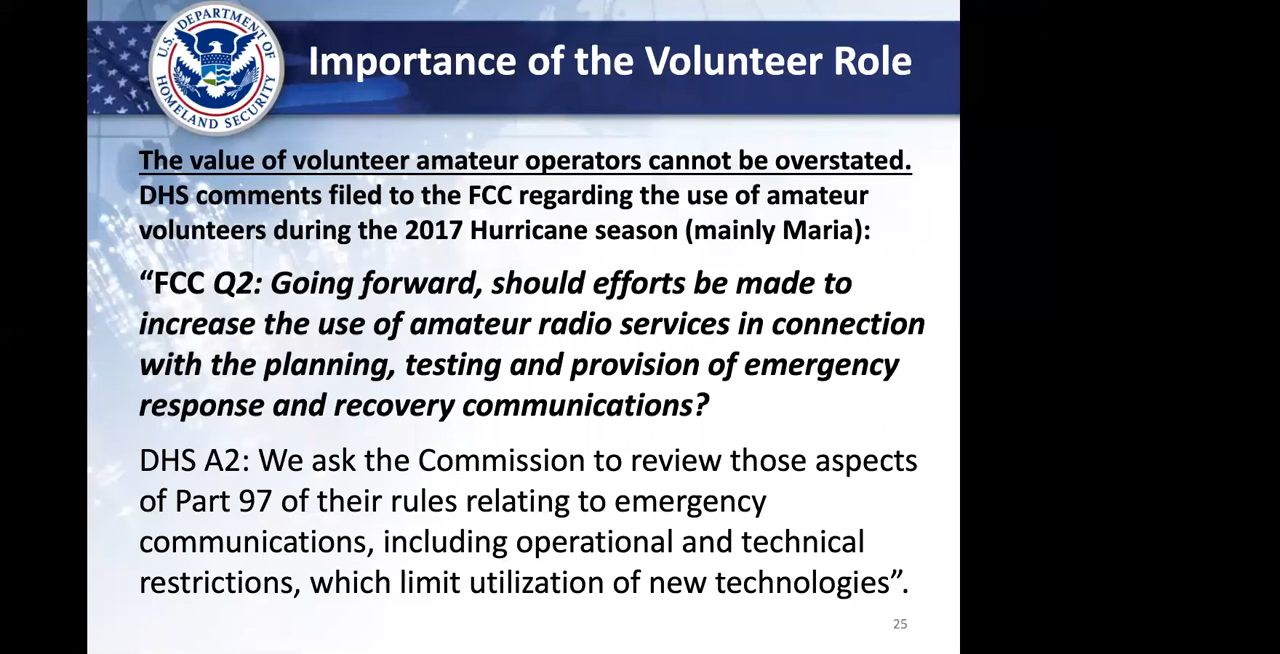 U.S. DEPARTMENT OF
HOMELAND SECURITY
Importance of the Volunteer Role
The value of volunteer amateur operators cannot be overstated.
DHS comments filed to the FCC regarding the use of amateur
volunteers during the 2017 Hurricane season (mainly Maria):
“FCC Q2: Going forward, should efforts be made to
increase the use of amateur radio services in connection
with the planning, testing and provision of emergency
response and recovery communications?
DHS A2: We ask the Commission to review those aspects
of Part 97 of their rules relating to emergency
communications, including operational and technical
restrictions, which limit utilization of new technologies”.
25